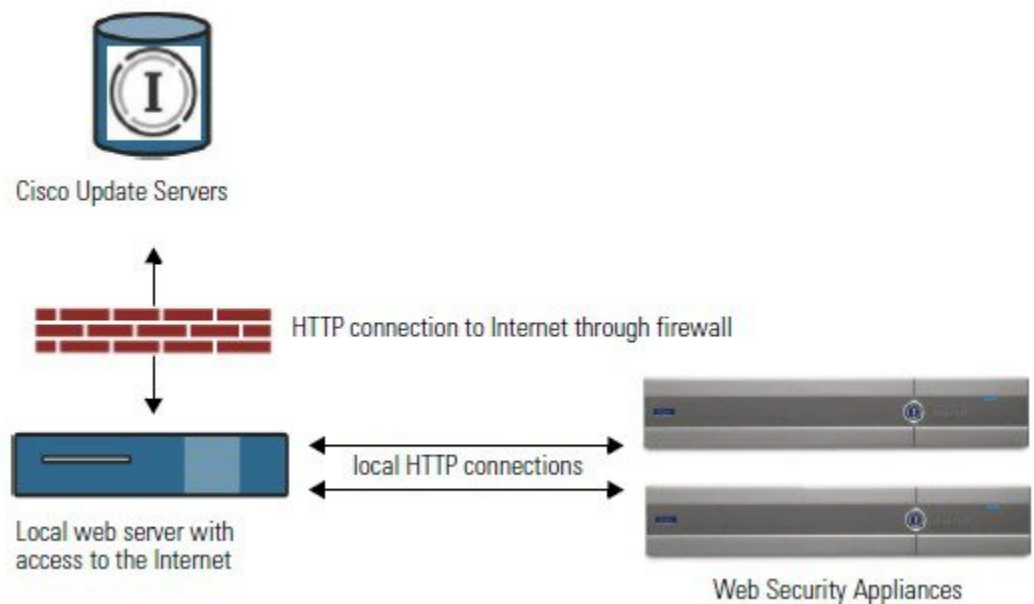 I
Cisco Update Servers
HTTP connection to Internet through firewall
local HTTP connections
Local web server with
access to the Internet
Web Security Appliances